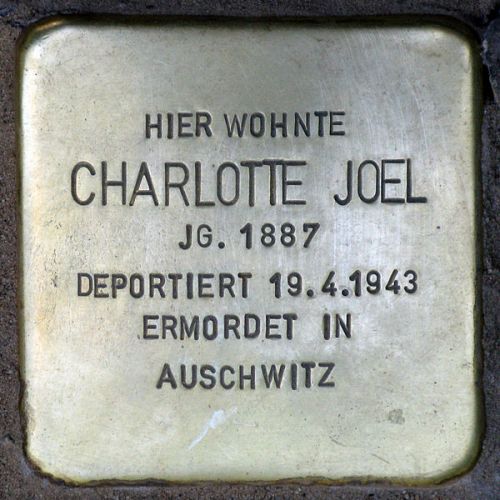 HIER WOHNTE
CHARLOTTE JOEL
JG. 1887
DEPORTIERT 19.4.1943
ERMORDET IN
AUSCHWITZ